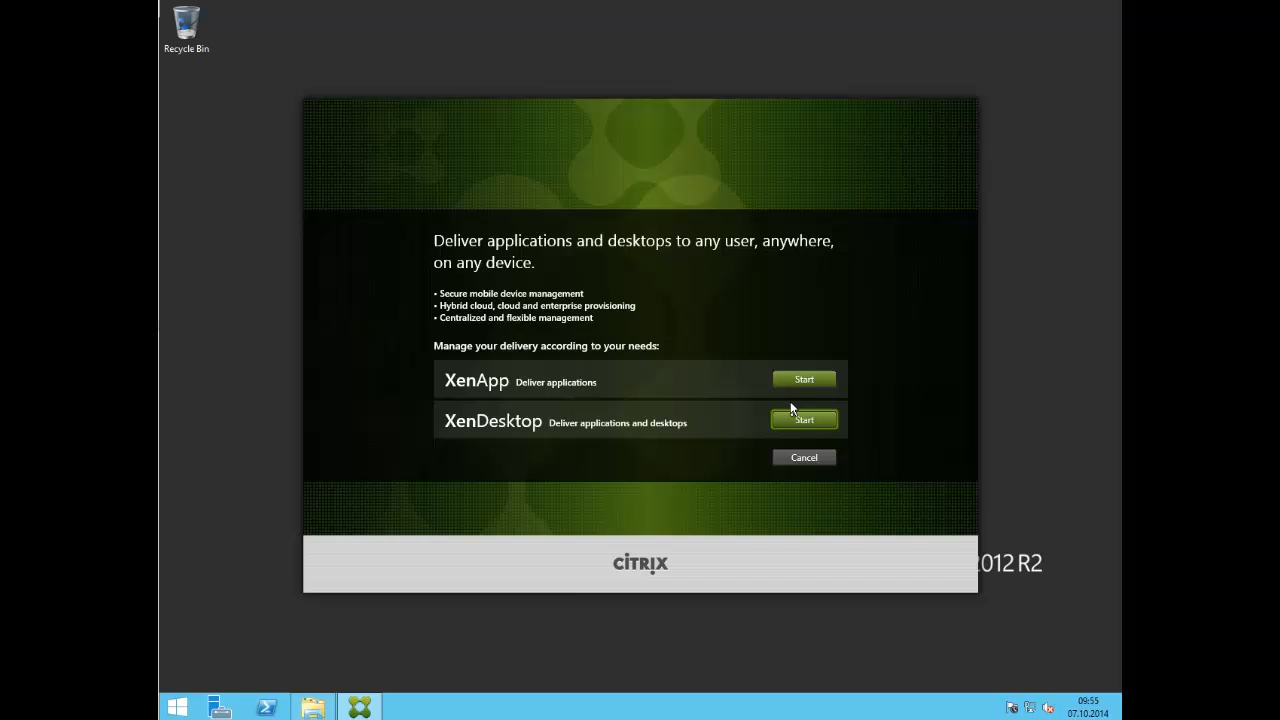 Recycle Bin
Deliver applications and desktops to any user, anywhere,
on any device.
• Secure mobile device management
• Hybrid cloud, cloud and enterprise provisioning
• Centralized and flexible management
Manage your delivery according to your needs:
XenApp Deliver applications
Start
XenDesktop Deliver applications and desktops
Start
Cancel
CITRIX
2012 R2
09:55
07.10.2014